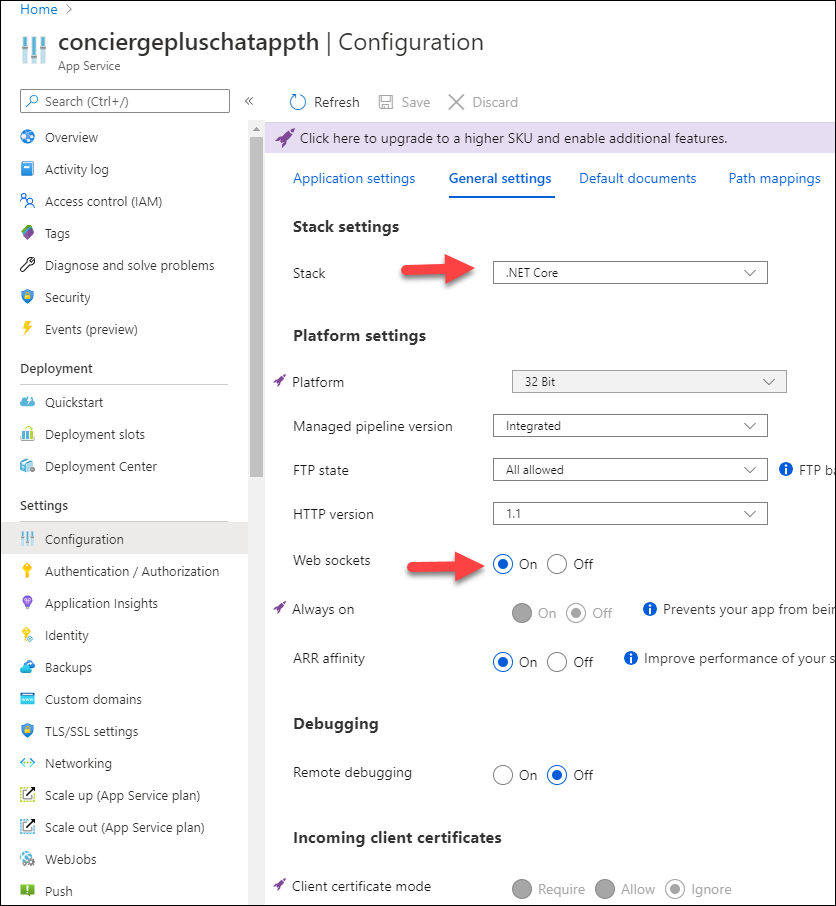 Home >
conciergepluschatappth | Configuration
App Service
Search (Ctrl+/)
«
Refresh
Save
Discard
Click here to upgrade to a higher SKU and enable additional features.
Overview
Activity log
Access control (IAM)
Tags
Diagnose and solve problems
Security
Events (preview)
Deployment
Quickstart
Deployment slots
Deployment Center
Settings
Configuration
Authentication / Authorization
Application Insights
Identity
Backups
Custom domains
TLS/SSL settings
Networking
Scale up (App Service plan)
Scale out (App Service plan)
WebJobs
Push
Application settings
General settings
Default documents
Path mappings
Stack settings
Stack .NET Core
Platform settings
Platform 32 Bit
Managed pipeline version Integrated
FTP state All allowed FTP ba
HTTP version 1.1
Web sockets On Off
Always on On Off Prevents your app from bein
ARR affinity On Off Improve performance of your s
Debugging
Remote debugging On Off
Incoming client certificates
Client certificate mode Require Allow Ignore